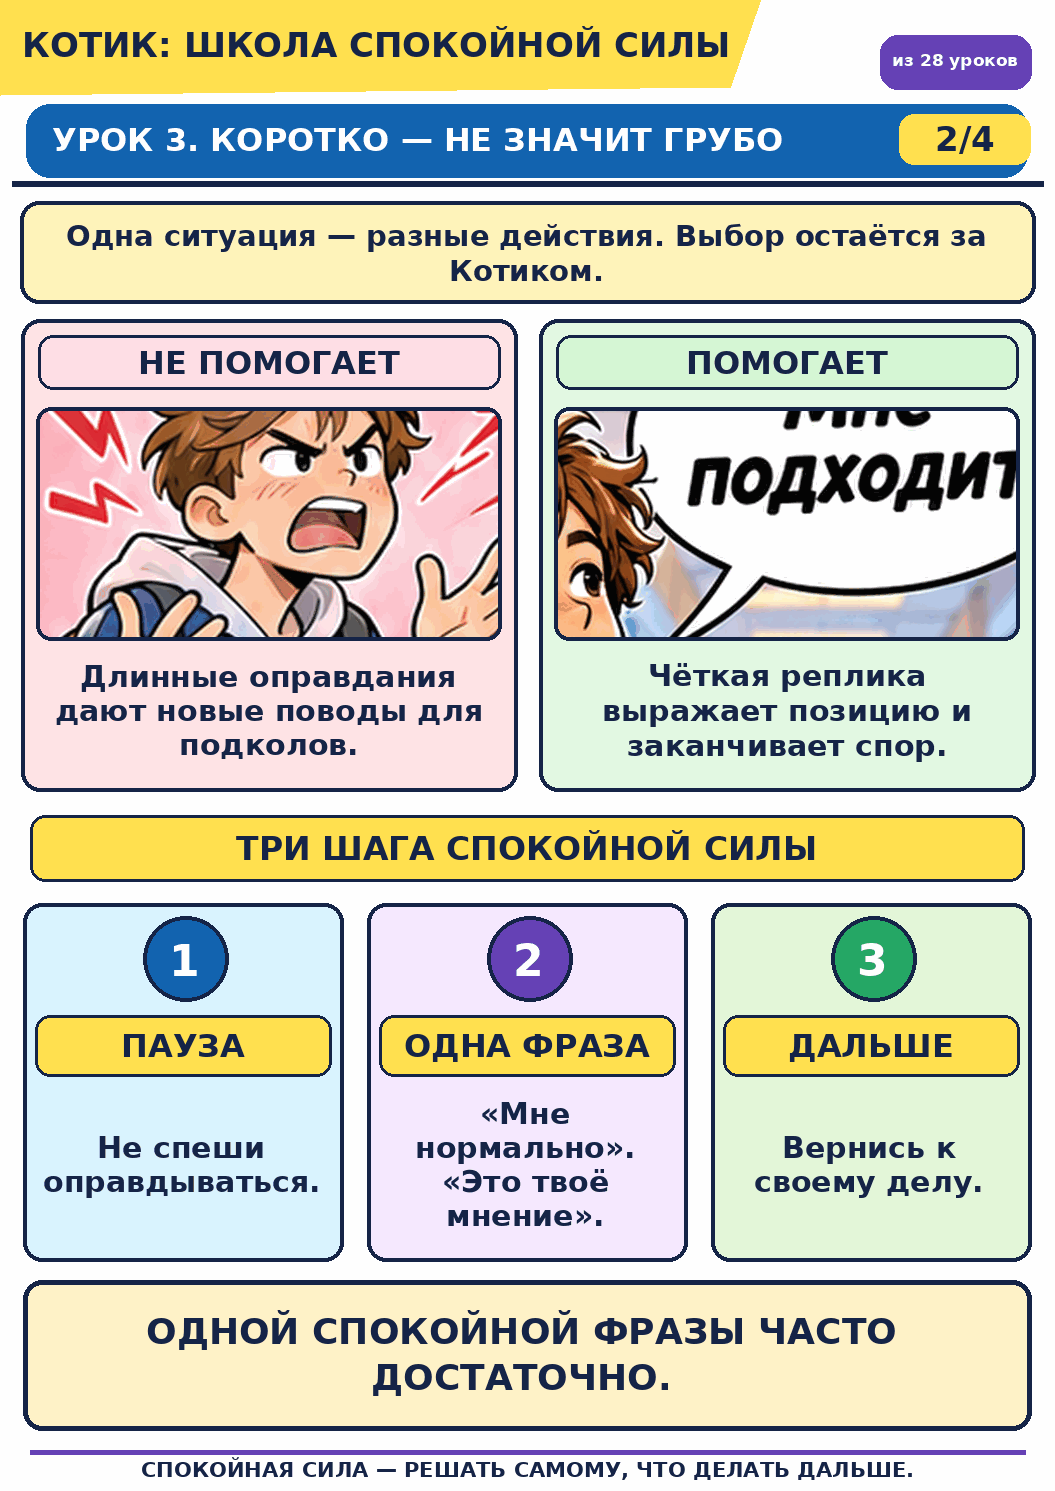 КОТИК: ШКОЛА СПОКОЙНОЙ СИЛЫ
из 28 уроков
УРОК 3. КОРОТКО — НЕ ЗНАЧИТ ГРУБО
2/4
Одна ситуация — разные действия. Выбор остаётся за
Котиком.
НЕ ПОМОГАЕТ
Длинные оправдания
дают новые поводы для
подколов.
ПОМОГАЕТ
Мне
подходит
Чёткая реплика
выражает позицию и
заканчивает спор.
ТРИ ШАГА СПОКОЙНОЙ СИЛЫ
1
ПАУЗА
Не спеши
оправдываться.
2
ОДНА ФРАЗА
«Мне
нормально».
«Это твоё
мнение».
3
ДАЛЬШЕ
Вернись к
своему делу.
ОДНОЙ СПОКОЙНОЙ ФРАЗЫ ЧАСТО
ДОСТАТОЧНО.
СПОКОЙНАЯ СИЛА — РЕШАТЬ САМОМУ, ЧТО ДЕЛАТЬ ДАЛЬШЕ.